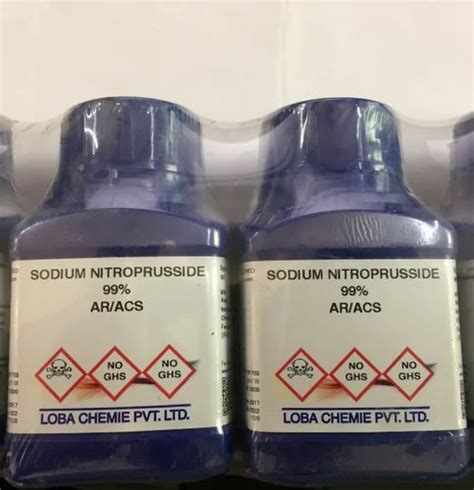 SODIUM NITROPRUSSIDE
99%
AR/ACS
NO
GHS
NO
GHS
LOBA CHEMIE PVT. LTD.
SODIUM NITROPRUSSIDE
99%
AR/ACS
NO
GHS
NO
GHS
LOBA CHEMIE PVT. LTD.